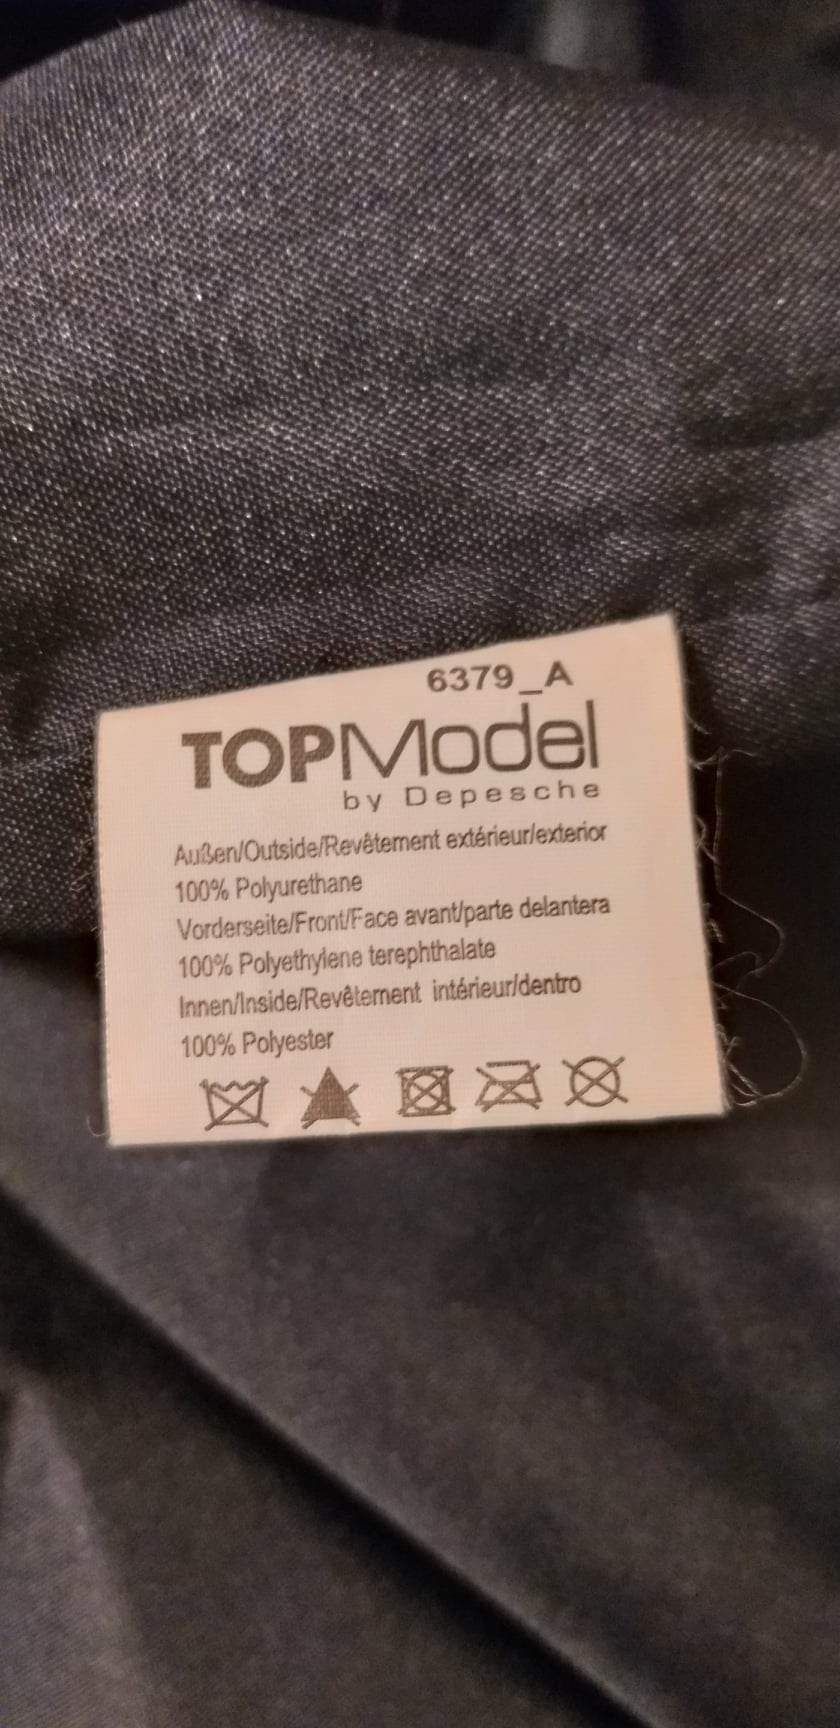 6379_A
TOPModel
by Depesche
Außen/Outside/Revêtement extérieur/exterior
100% Polyurethane
Vorderseite/Front/Face avant/parte delantera
100% Polyethylene terephthalate
Innen/Inside/Revêtement intérieur/dentro
100% Polyester